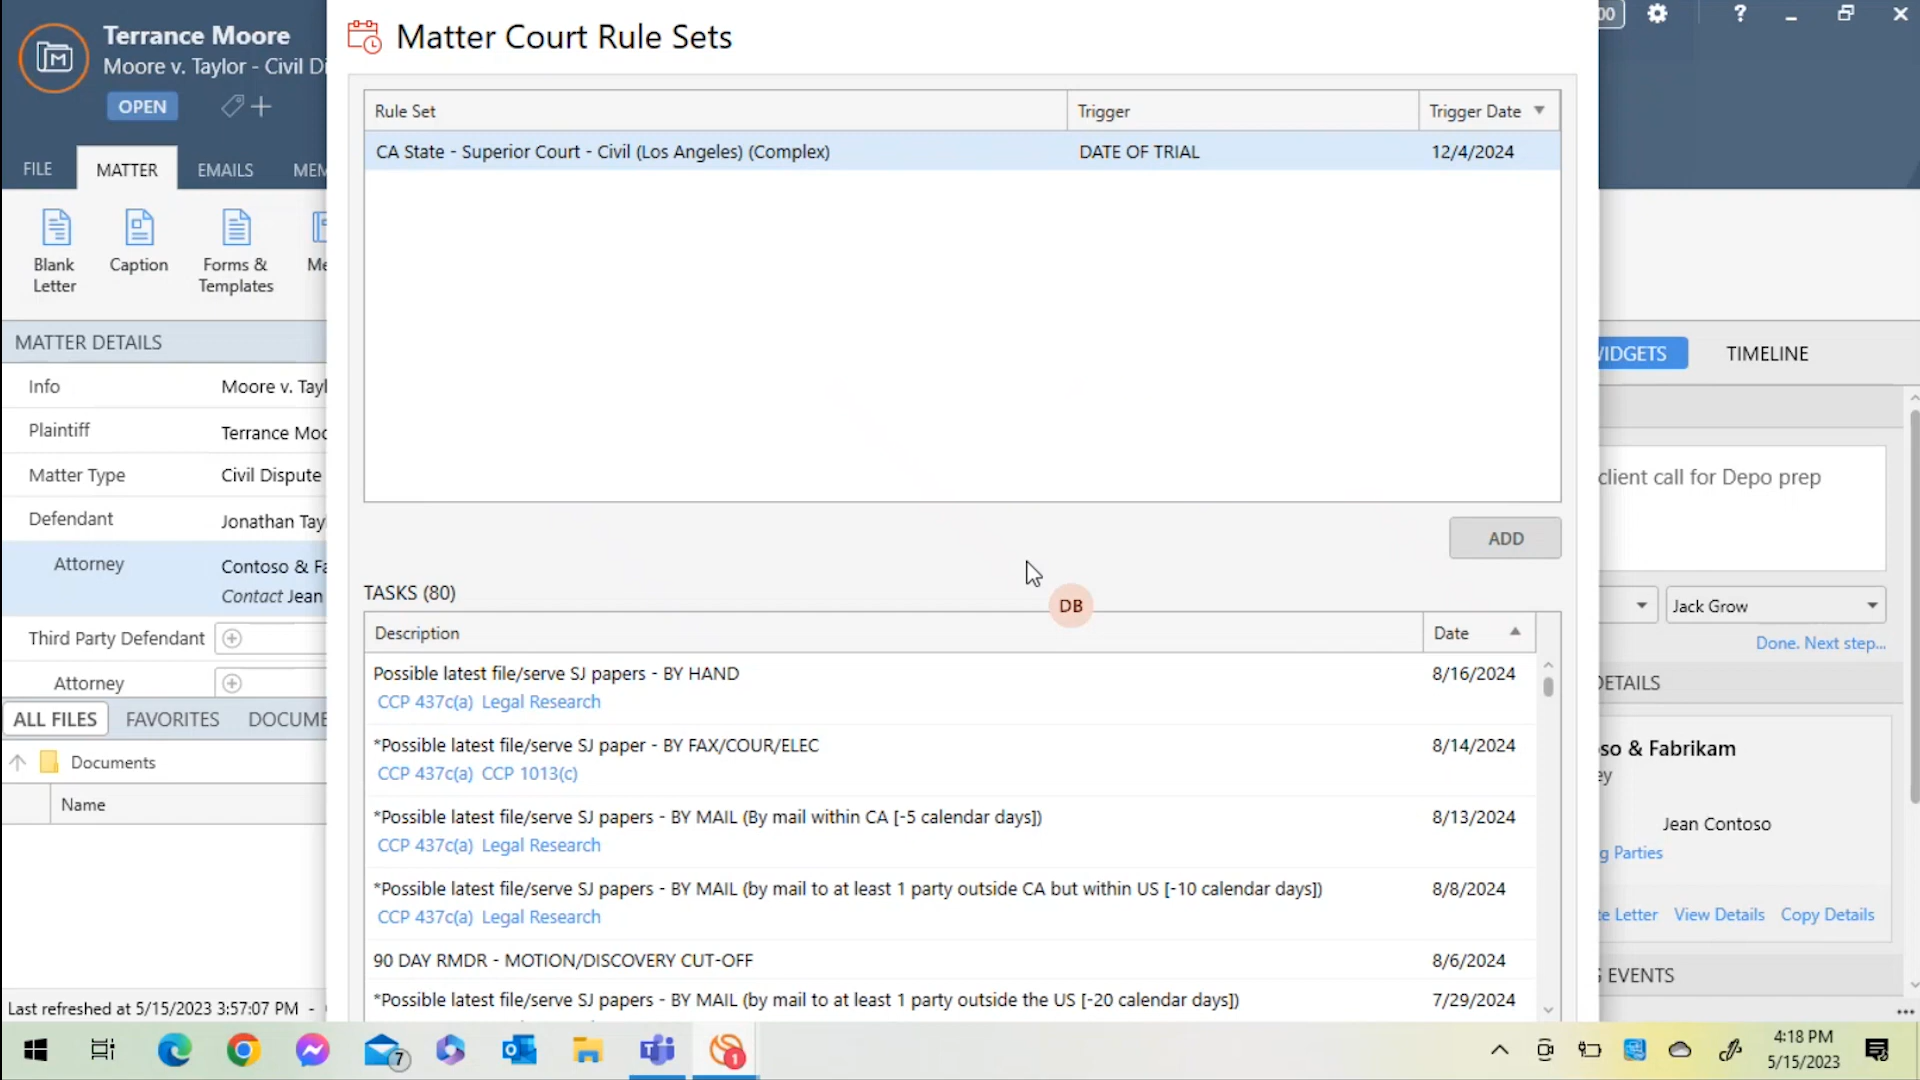 Terrance Moore
Moore v. Taylor - Civil Di
OPEN
FILE MATTER EMAILS MEM
Blank Letter
Caption
Forms & Templates
Me
MATTER DETAILS
Info Moore v. Tayl
Plaintiff Terrance Moo
Matter Type Civil Dispute
Defendant Jonathan Tay
Attorney Contoso & Fa
Contact Jean
Third Party Defendant
Attorney
ALL FILES FAVORITES DOCUME
Documents
Name
Last refreshed at 5/15/2023 3:57:07 PM -
Matter Court Rule Sets
Rule Set Trigger Trigger Date
CA State - Superior Court - Civil (Los Angeles) (Complex) DATE OF TRIAL 12/4/2024
ADD
TASKS (80)
DB
Description Date
Possible latest file/serve SJ papers - BY HAND 8/16/2024
CCP 437c(a) Legal Research
*Possible latest file/serve SJ paper - BY FAX/COUR/ELEC 8/14/2024
CCP 437c(a) CCP 1013(c)
*Possible latest file/serve SJ papers - BY MAIL (By mail within CA [-5 calendar days]) 8/13/2024
CCP 437c(a) Legal Research
*Possible latest file/serve SJ papers - BY MAIL (by mail to at least 1 party outside CA but within US [-10 calendar days]) 8/8/2024
CCP 437c(a) Legal Research
90 DAY RMDR - MOTION/DISCOVERY CUT-OFF 8/6/2024
*Possible latest file/serve SJ papers - BY MAIL (by mail to at least 1 party outside the US [-20 calendar days]) 7/29/2024
00 ?
VIDGETS TIMELINE
client call for Depo prep
Jack Grow
Done. Next step...
DETAILS
so & Fabrikam
ey
Jean Contoso
g Parties
te Letter View Details Copy Details
EVENTS
7
1
4:18 PM
5/15/2023